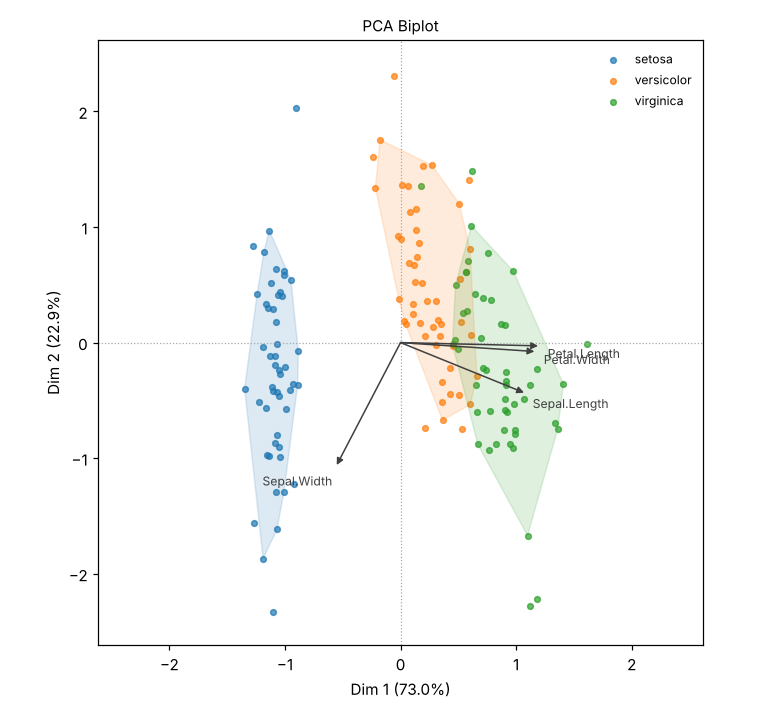 PCA Biplot
setosa
versicolor
virginica
2
1
0
−1
−2
Dim 2 (22.9%)
Petal.Length
Petal.Width
Sepal.Length
Sepal.Width
−2
−1
0
1
2
Dim 1 (73.0%)